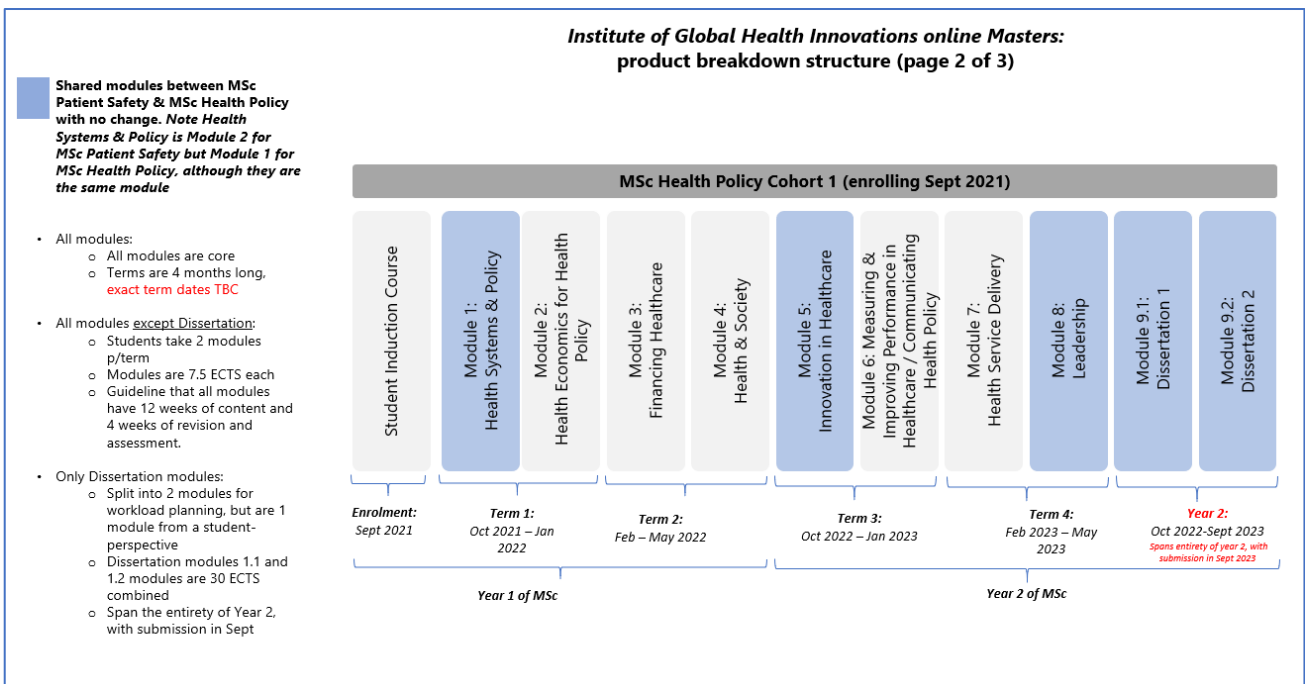 Institute of Global Health Innovations online Masters:
product breakdown structure (page 2 of 3)
Shared modules between MSc
Patient Safety & MSc Health Policy
with no change. Note Health
Systems & Policy is Module 2 for
MSc Patient Safety but Module 1 for
MSc Health Policy, although they are
the same module
• All modules:
o All modules are core
o Terms are 4 months long,
exact term dates TBC
• All modules except Dissertation:
o Students take 2 modules
p/term
o Modules are 7.5 ECTS each
o Guideline that all modules
have 12 weeks of content and
4 weeks of revision and
assessment.
• Only Dissertation modules:
o Split into 2 modules for
workload planning, but are 1
module from a student-
perspective
o Dissertation modules 1.1 and
1.2 modules are 30 ECTS
combined
o Span the entirety of Year 2,
with submission in Sept
MSc Health Policy Cohort 1 (enrolling Sept 2021)
Student Induction Course
Module 1:
Health Systems & Policy
Module 2:
Health Economics for Health
Policy
Module 3:
Financing Healthcare
Module 4:
Health & Society
Module 5:
Innovation in Healthcare
Module 6: Measuring &
Improving Performance in
Healthcare / Communicating
Health Policy
Module 7:
Health Service Delivery
Module 8:
Leadership
Module 9.1:
Dissertation 1
Module 9.2:
Dissertation 2
Enrolment:
Sept 2021
Term 1:
Oct 2021 – Jan
2022
Term 2:
Feb – May 2022
Term 3:
Oct 2022 – Jan 2023
Term 4:
Feb 2023 – May
2023
Year 2:
Oct 2022-Sept 2023
Spans entirety of year 2, with
submission in Sept 2023
Year 1 of MSc
Year 2 of MSc